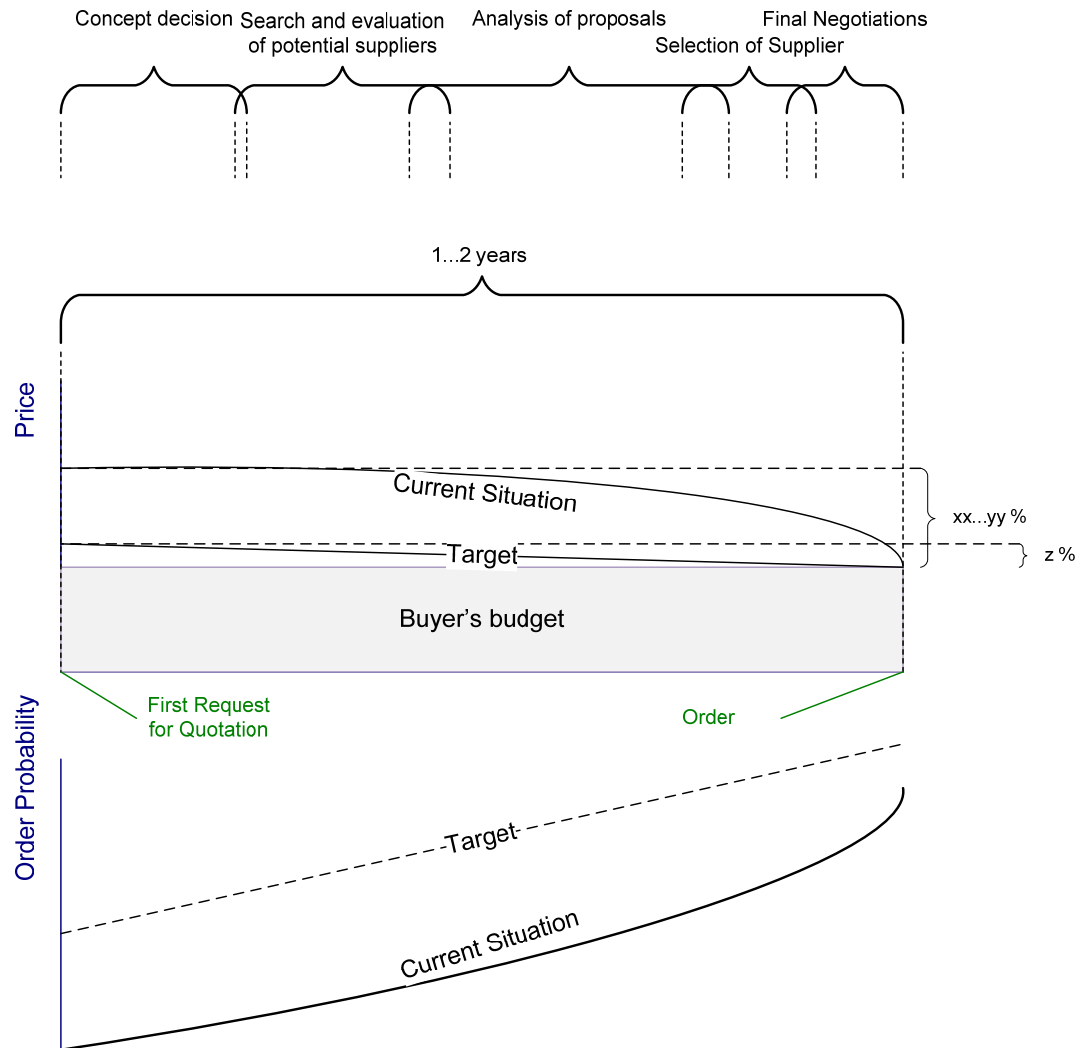 Concept decision
Search and evaluation
of potential suppliers
Analysis of proposals
Selection of Supplier
Final Negotiations
1...2 years
Price
Current Situation
Target
xx...yy %
z %
Buyer’s budget
First Request
for Quotation
Order
Order Probability
Target
Current Situation